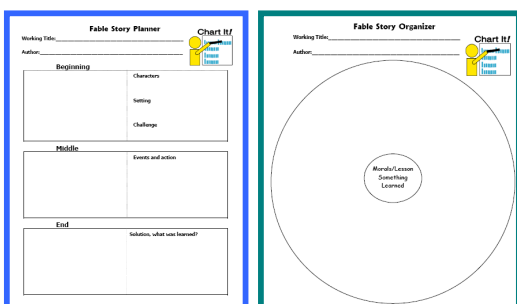 Fable Story Planner
Chart It!
Working Title:
Author:
Beginning
Characters
Setting
Challenge
Middle
Events and action
End
Solution, what was learned?
Fable Story Organizer
Chart It!
Working Title:
Author:
Morals/Lesson
Something
Learned